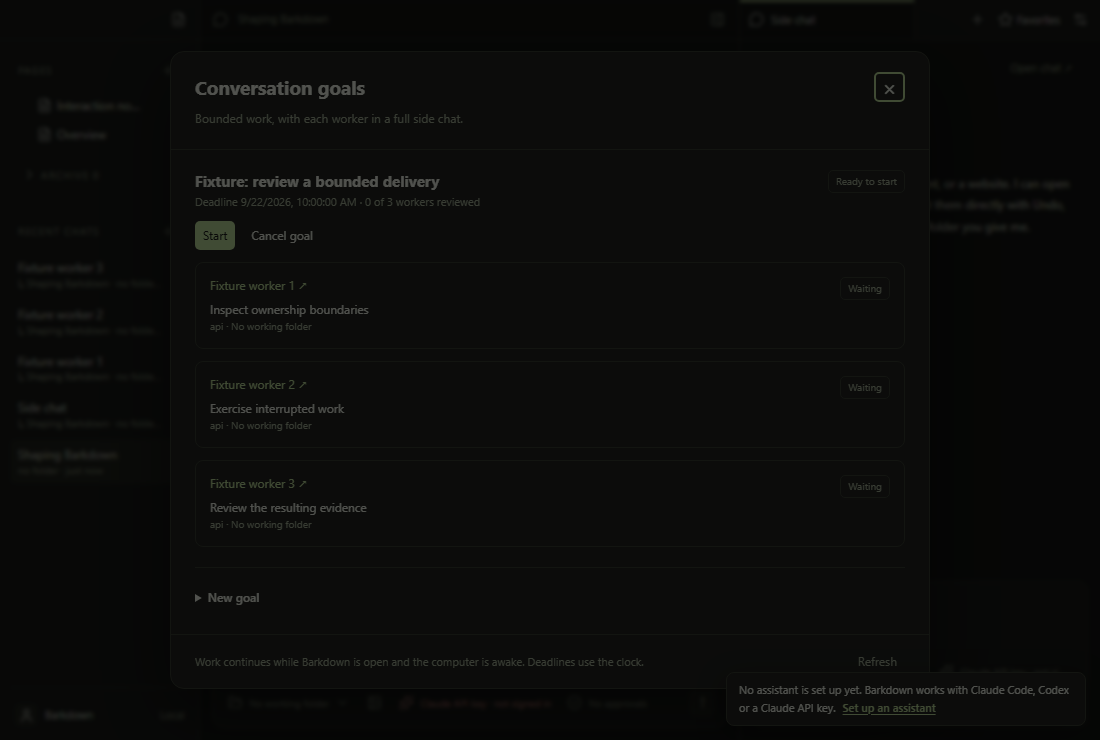 Shaping Barkdown
Side chat
Favorites
Open chat ↗
Overview
Fixture worker 3
Fixture worker 2
Fixture worker 1
Side chat
Shaping Barkdown
Conversation goals
Bounded work, with each worker in a full side chat.
Fixture: review a bounded delivery
Ready to start
Deadline 9/22/2026, 10:00:00 AM · 0 of 3 workers reviewed
Start
Cancel goal
Fixture worker 1 ↗
Waiting
Inspect ownership boundaries
api · No working folder
Fixture worker 2 ↗
Waiting
Exercise interrupted work
api · No working folder
Fixture worker 3 ↗
Waiting
Review the resulting evidence
api · No working folder
New goal
Work continues while Barkdown is open and the computer is awake. Deadlines use the clock.
Refresh
No assistant is set up yet. Barkdown works with Claude Code, Codex
or a Claude API key. Set up an assistant
Barkdown